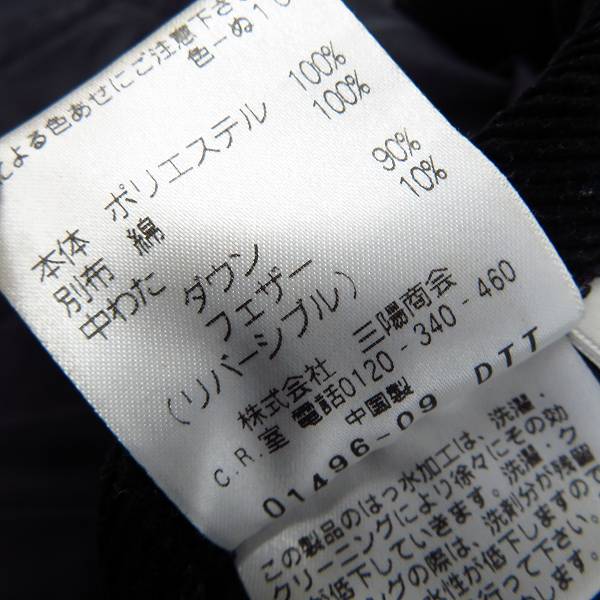 による色あせにご注意下さ
色－ぬ1
本体 ポリエステル 100%
別布 綿 100%
中わた ダウン 90%
フェザー 10%
(リバーシブル)
株式会社 三陽商会
C.R.室 電話0120-340-460
中国製
01496-09 DTT
この製品のはっ水加工は、洗濯・
クリーニングにより徐々にその効
が低下していきます。洗濯・ク
ングの際は、洗剤分が残留
水性が低下しますので
行って下さい。